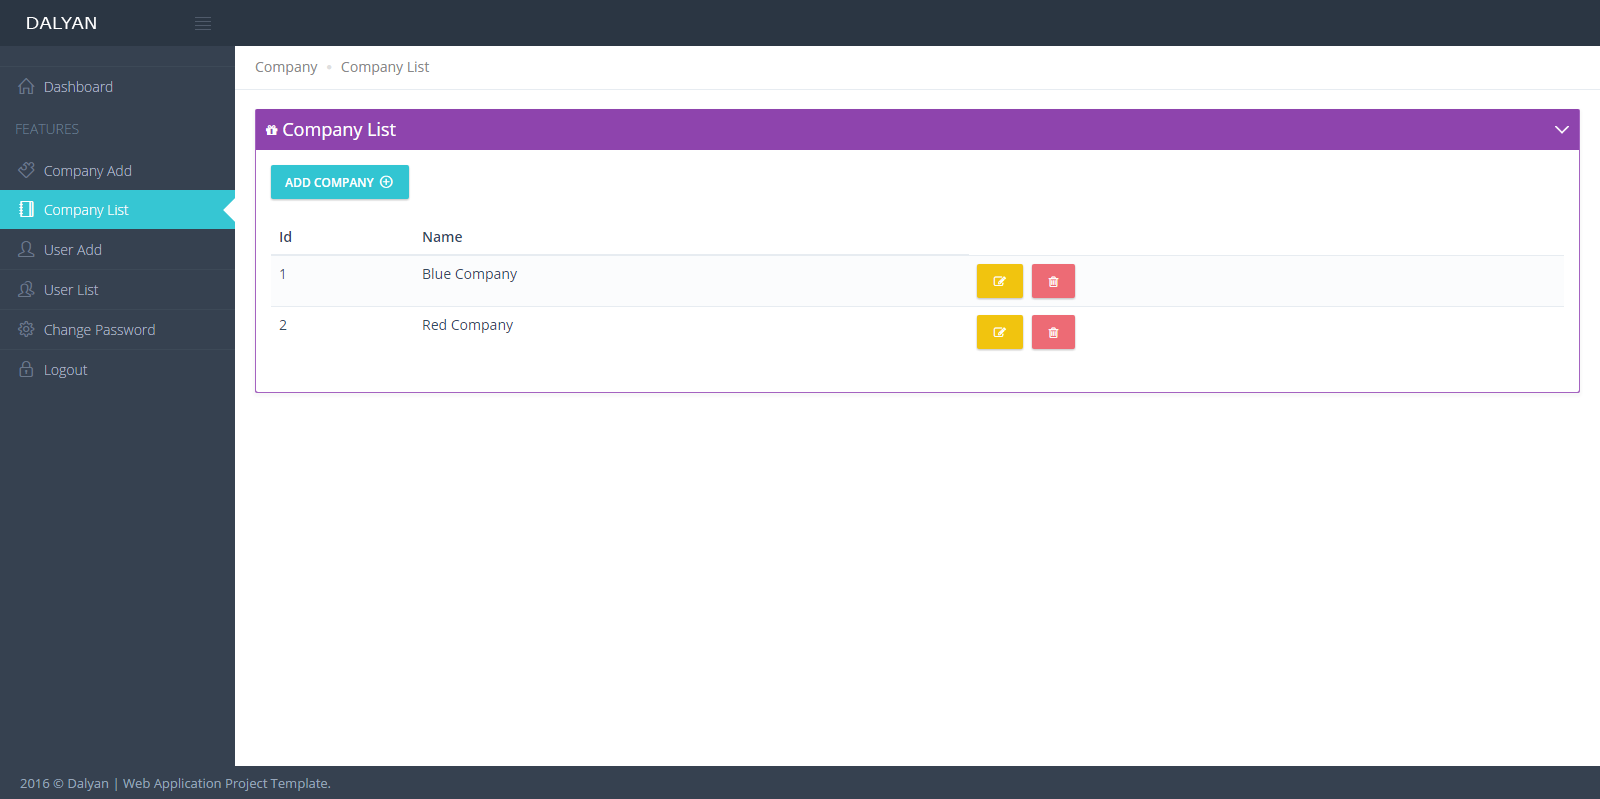 DALYAN
Company • Company List
Dashboard
FEATURES
Company Add
Company List
User Add
User List
Change Password
Logout
Company List
ADD COMPANY
Id Name
1 Blue Company
2 Red Company
2016 © Dalyan | Web Application Project Template.